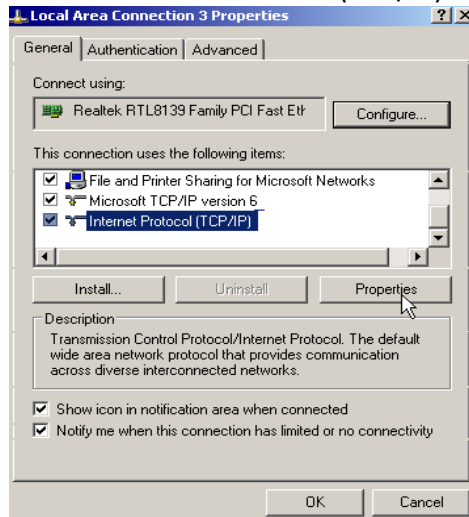 Local Area Connection 3 Properties
General Authentication Advanced
Connect using:
Realtek RTL8139 Family PCI Fast Eth
Configure...
This connection uses the following items:
File and Printer Sharing for Microsoft Networks
Microsoft TCP/IP version 6
Internet Protocol (TCP/IP)
Install... Uninstall Properties
Description
Transmission Control Protocol/Internet Protocol. The default
wide area network protocol that provides communication
across diverse interconnected networks.
Show icon in notification area when connected
Notify me when this connection has limited or no connectivity
OK Cancel